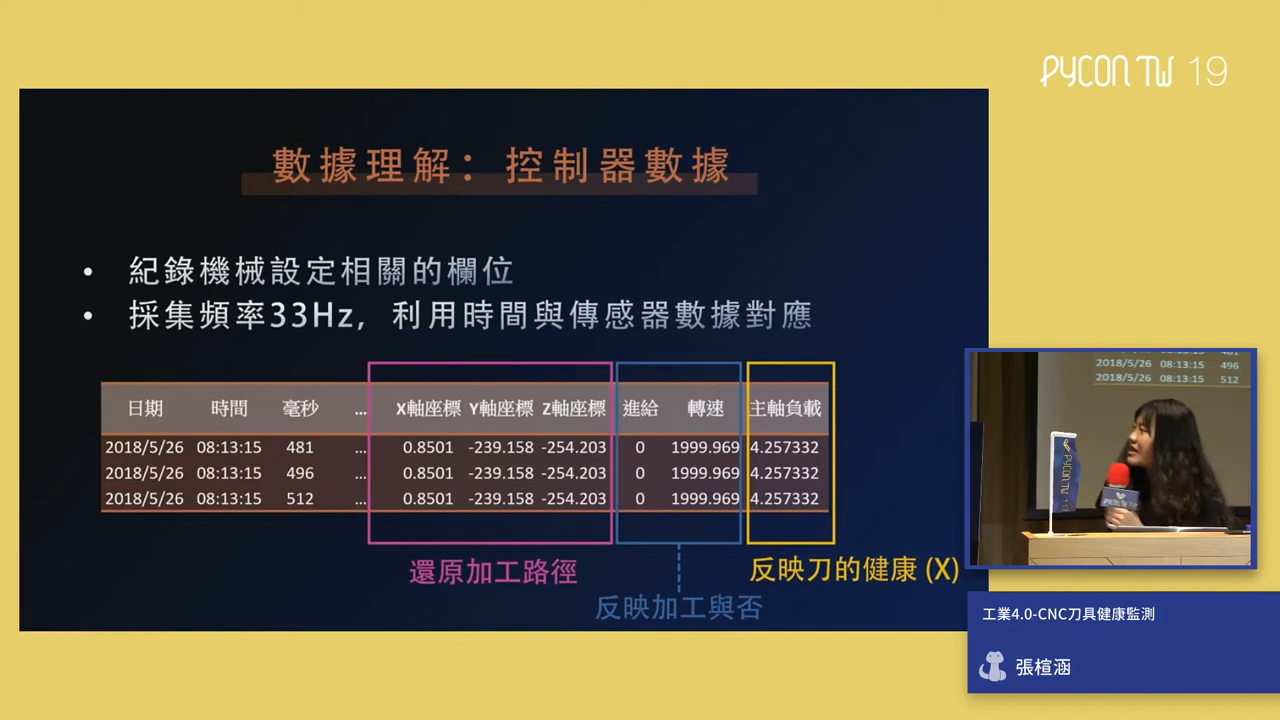 PYCON TW 19
數據理解：控制器數據
• 紀錄機械設定相關的欄位
• 採集頻率33Hz，利用時間與傳感器數據對應
日期 時間 毫秒 ... X軸座標 Y軸座標 Z軸座標 進給 轉速 主軸負載
2018/5/26 08:13:15 481 ... 0.8501 -239.158 -254.203 0 1999.969 4.257332
2018/5/26 08:13:15 496 ... 0.8501 -239.158 -254.203 0 1999.969 4.257332
2018/5/26 08:13:15 512 ... 0.8501 -239.158 -254.203 0 1999.969 4.257332
還原加工路徑
反映加工與否
反映刀的健康 (X)
2018/5/26 08:13:15 496
2018/5/26 08:13:15 512
PYCON TW 19
工業4.0-CNC刀具健康監測
張楦涵